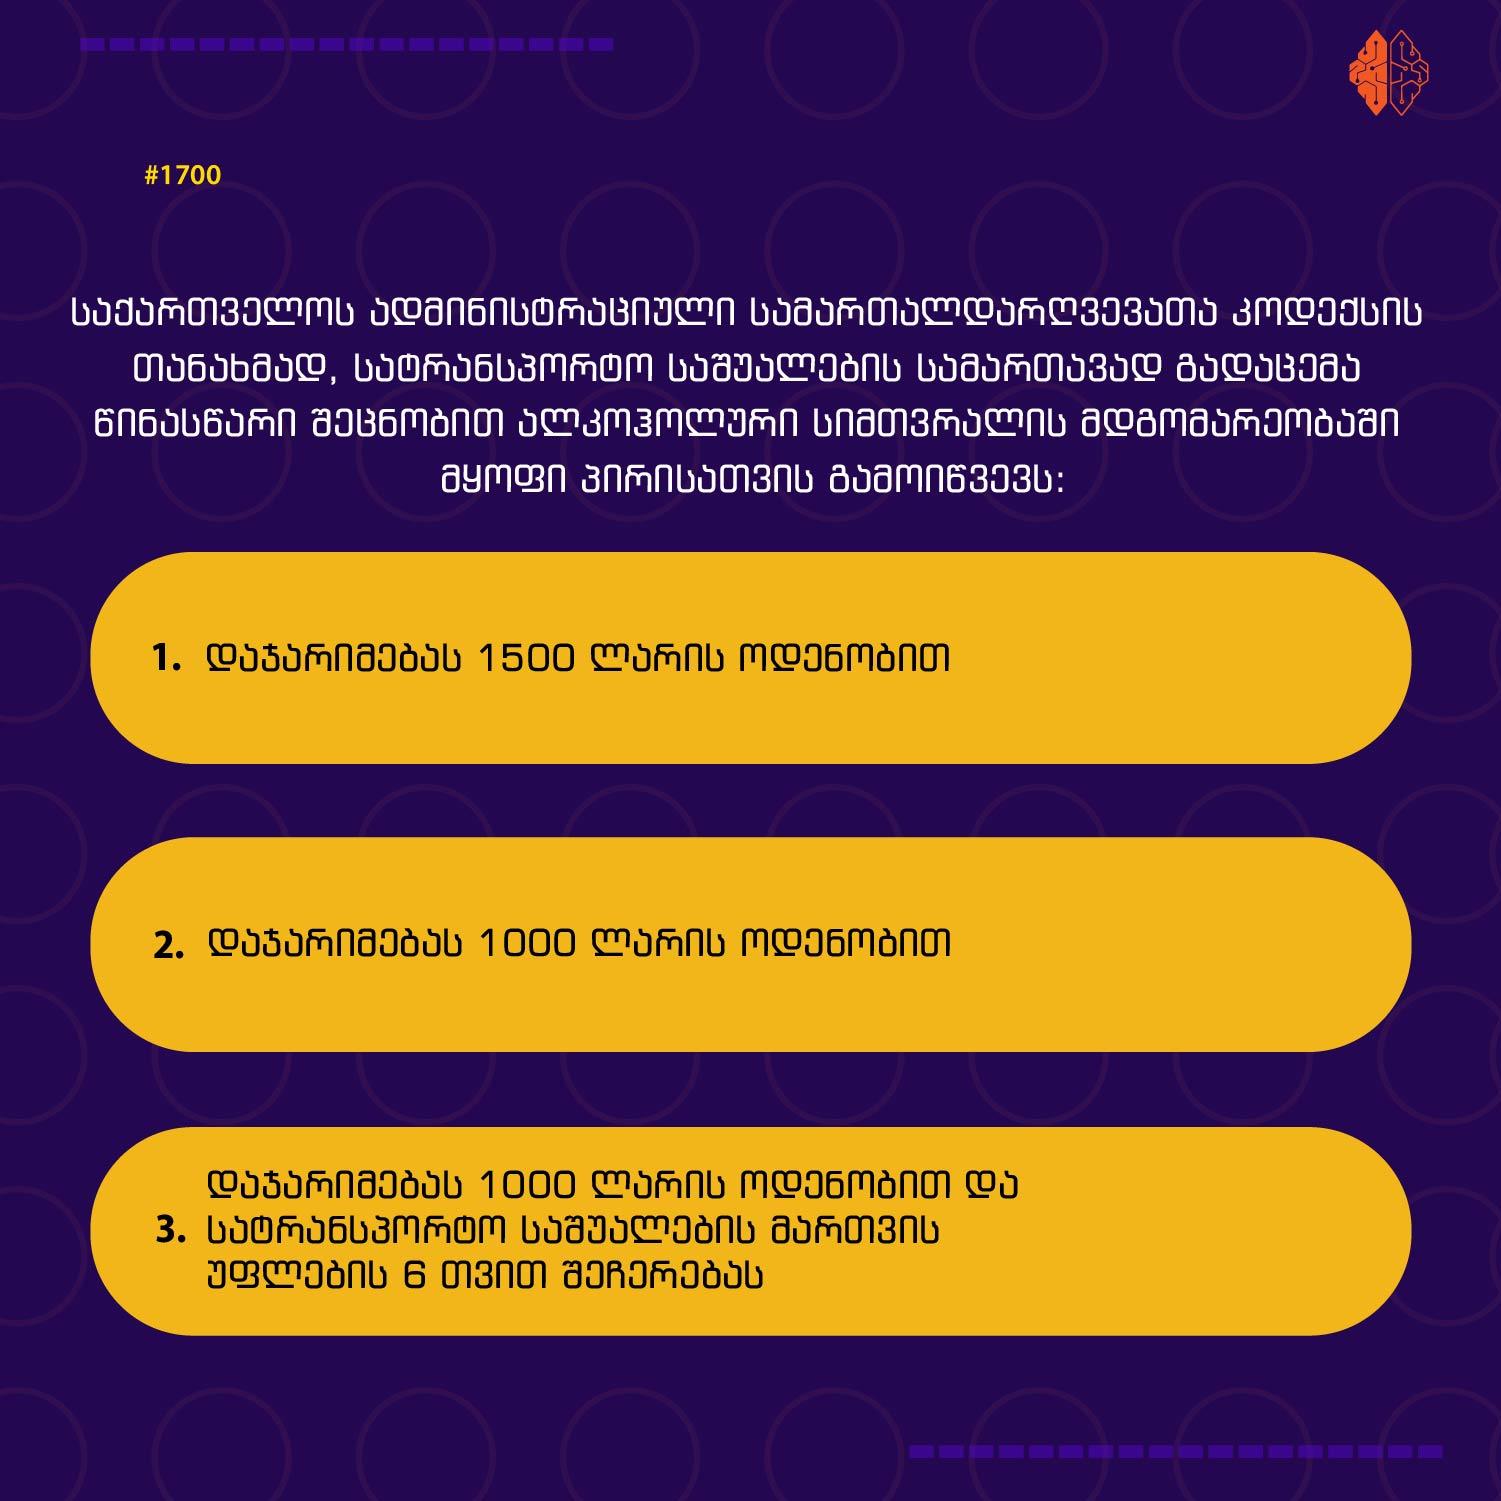 #1700
საქართველოს ადმინისტრაციული სამართალდარღვევათა კოდექსის
თანახმად, სატრანსპორტო საშუალების სამართავად გადაცემა
წინასწარი შეცნობით ალკოჰოლური სიმთვრალის მდგომარეობაში
მყოფი პირისათვის გამოიწვევს:
1. დაჯარიმებას 1500 ლარის ოდენობით
2. დაჯარიმებას 1000 ლარის ოდენობით
დაჯარიმებას 1000 ლარის ოდენობით და
3. სატრანსპორტო საშუალების მართვის
უფლების 6 თვით შეჩერებას